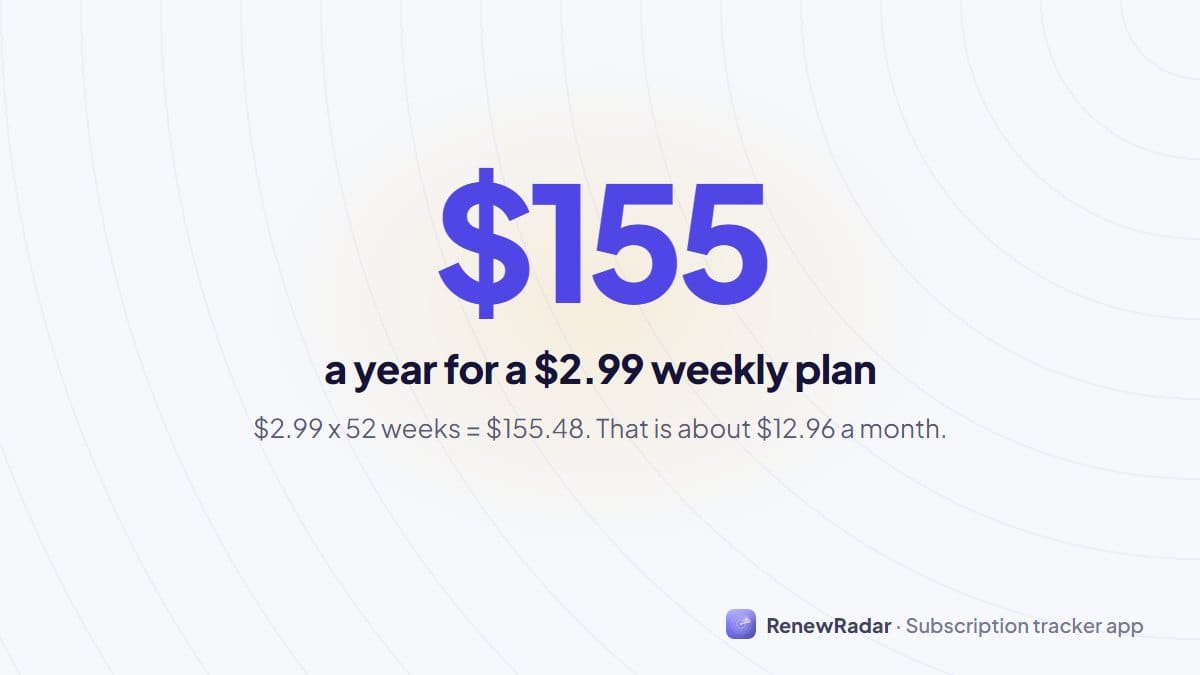 $155
a year for a $2.99 weekly plan
$2.99 x 52 weeks = $155.48. That is about $12.96 a month.
RenewRadar · Subscription tracker app